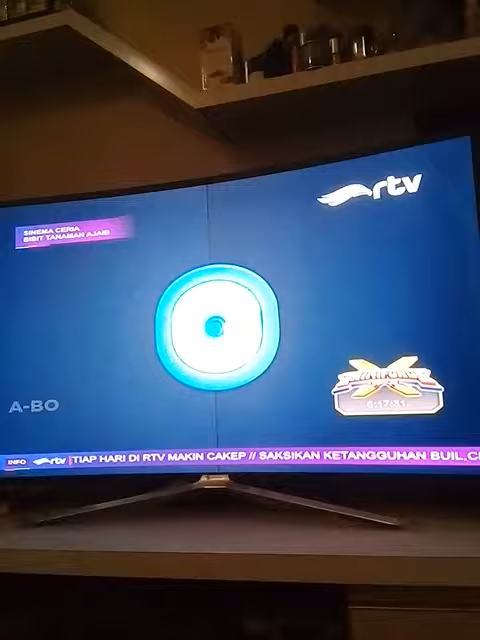 rtv
SINEMA CERIA
BIBIT TANAMAN AJAIB
MINIFORCE
X
6:17:31
A-BO
INFO rtv TIAP HARI DI RTV MAKIN CAKEP // SAKSIKAN KETANGGUHAN BUIL,C